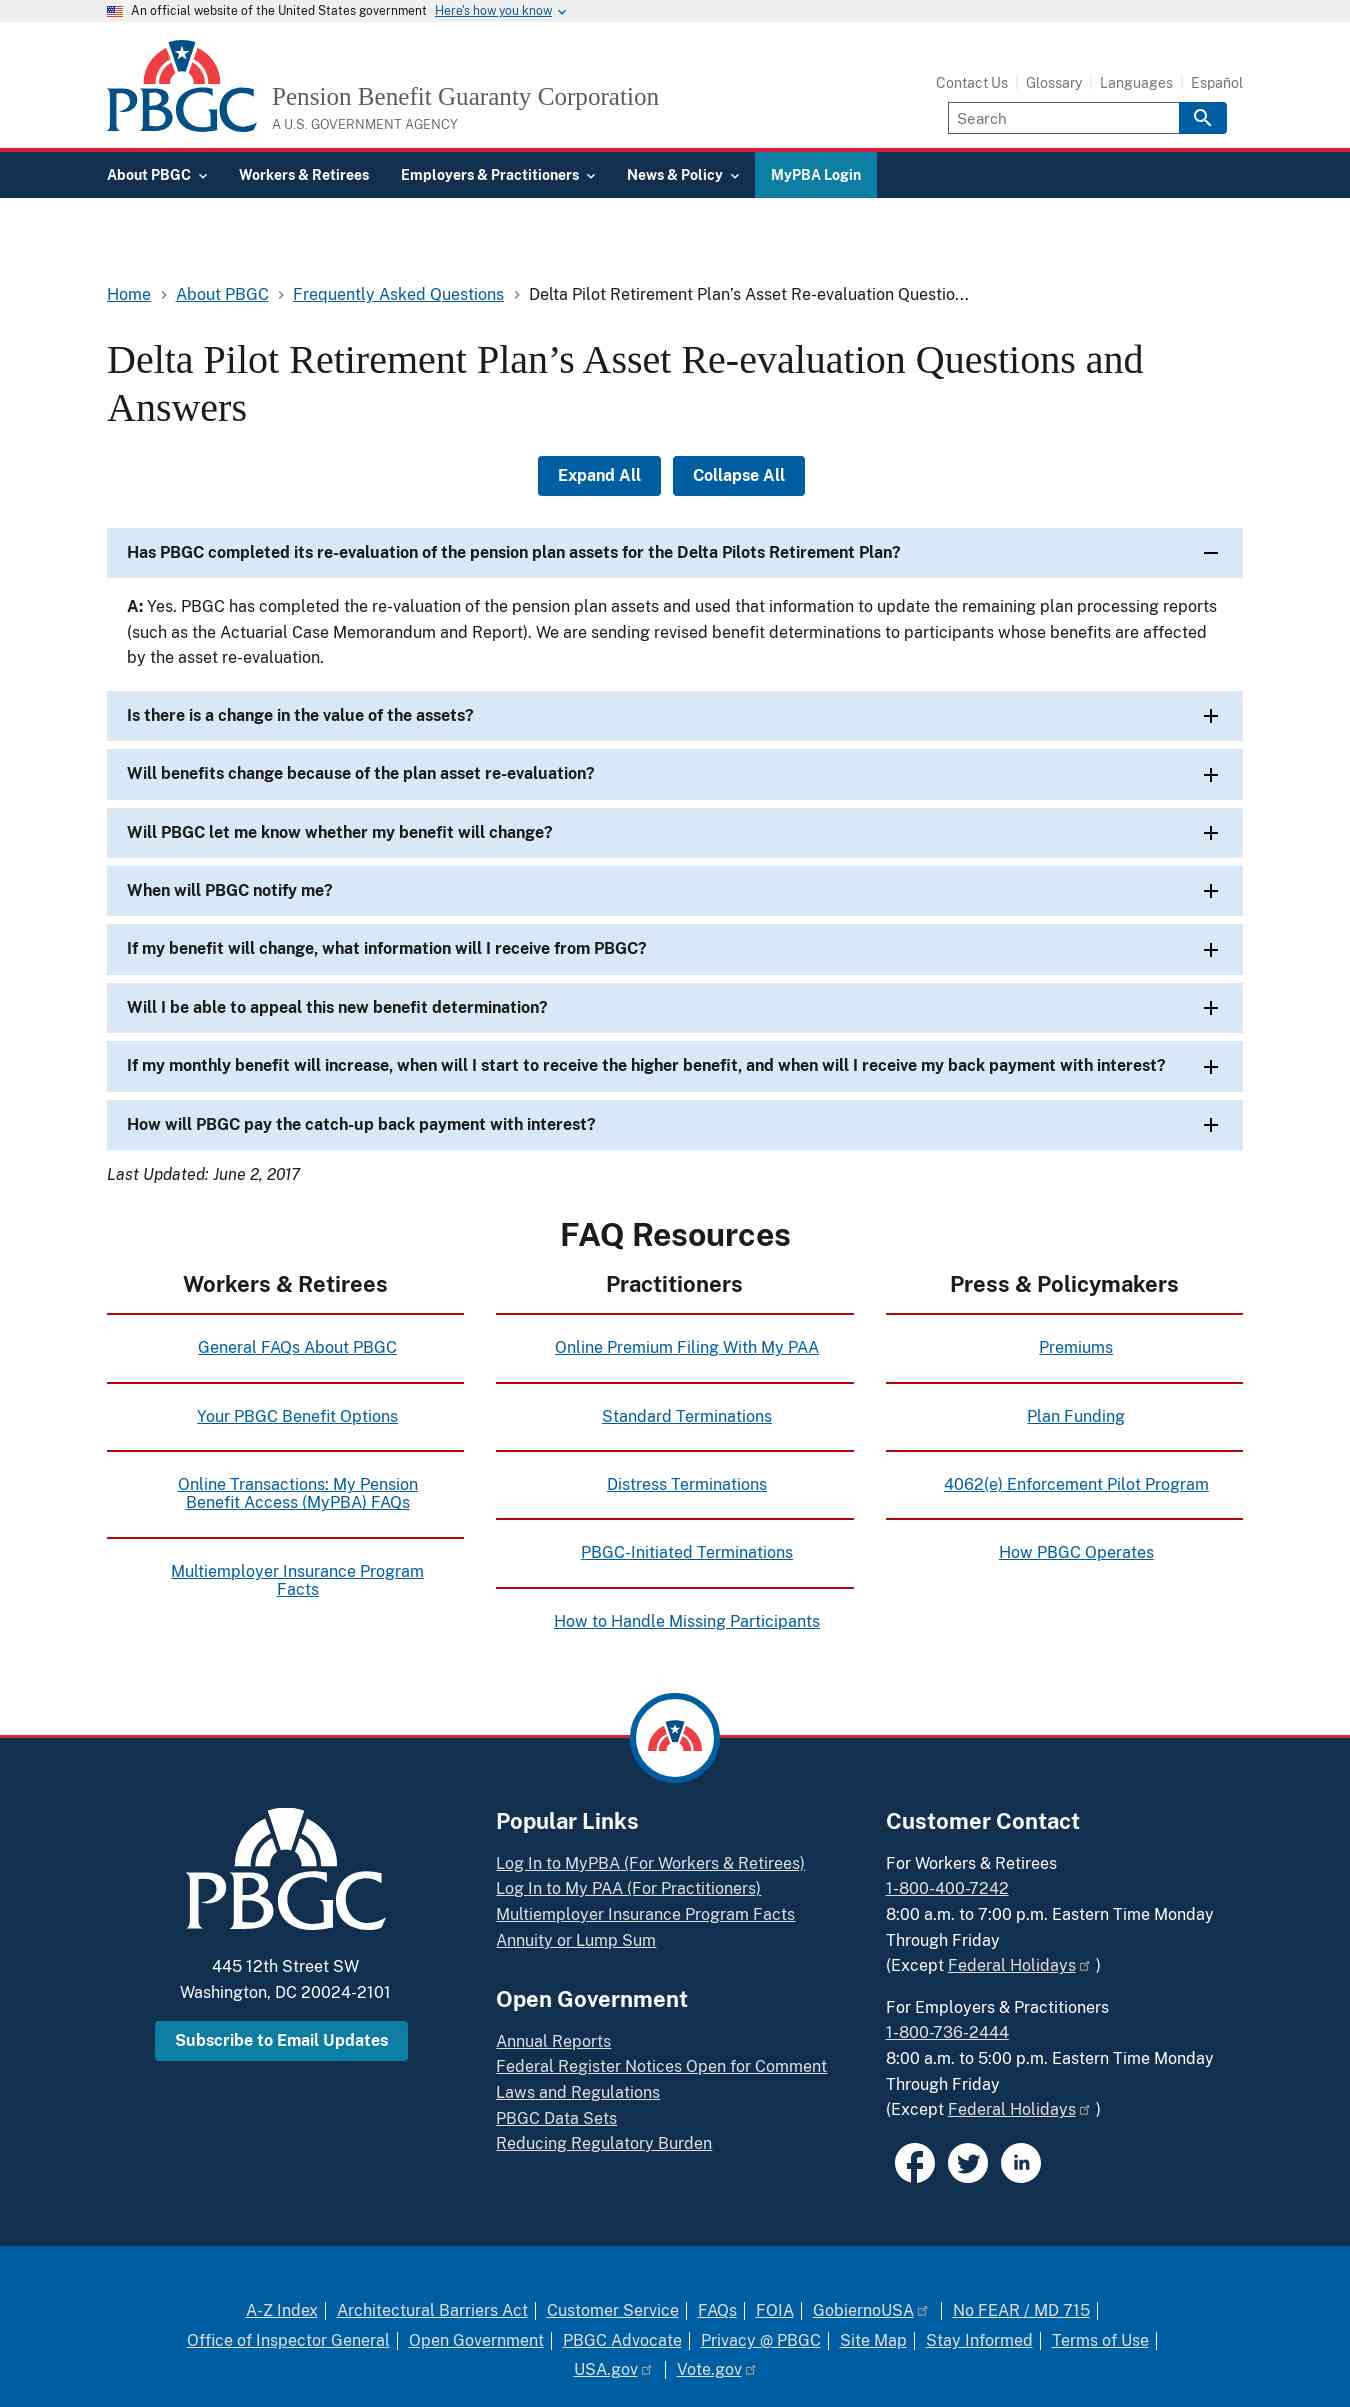 An official website of the United States government Here's how you know
PBGC
Pension Benefit Guaranty Corporation
A U.S. GOVERNMENT AGENCY
Contact Us Glossary Languages Español
Search
About PBGC Workers & Retirees Employers & Practitioners News & Policy MyPBA Login
Home About PBGC Frequently Asked Questions Delta Pilot Retirement Plan’s Asset Re-evaluation Questio...
Delta Pilot Retirement Plan’s Asset Re-evaluation Questions and
Answers
Expand All Collapse All
Has PBGC completed its re-evaluation of the pension plan assets for the Delta Pilots Retirement Plan?
A: Yes. PBGC has completed the re-valuation of the pension plan assets and used that information to update the remaining plan processing reports
(such as the Actuarial Case Memorandum and Report). We are sending revised benefit determinations to participants whose benefits are affected
by the asset re-evaluation.
Is there is a change in the value of the assets?
Will benefits change because of the plan asset re-evaluation?
Will PBGC let me know whether my benefit will change?
When will PBGC notify me?
If my benefit will change, what information will I receive from PBGC?
Will I be able to appeal this new benefit determination?
If my monthly benefit will increase, when will I start to receive the higher benefit, and when will I receive my back payment with interest?
How will PBGC pay the catch-up back payment with interest?
Last Updated: June 2, 2017
FAQ Resources
Workers & Retirees
General FAQs About PBGC
Your PBGC Benefit Options
Online Transactions: My Pension
Benefit Access (MyPBA) FAQs
Multiemployer Insurance Program
Facts
Practitioners
Online Premium Filing With My PAA
Standard Terminations
Distress Terminations
PBGC-Initiated Terminations
How to Handle Missing Participants
Press & Policymakers
Premiums
Plan Funding
4062(e) Enforcement Pilot Program
How PBGC Operates
PBGC
445 12th Street SW
Washington, DC 20024-2101
Subscribe to Email Updates
Popular Links
Log In to MyPBA (For Workers & Retirees)
Log In to My PAA (For Practitioners)
Multiemployer Insurance Program Facts
Annuity or Lump Sum
Open Government
Annual Reports
Federal Register Notices Open for Comment
Laws and Regulations
PBGC Data Sets
Reducing Regulatory Burden
Customer Contact
For Workers & Retirees
1-800-400-7242
8:00 a.m. to 7:00 p.m. Eastern Time Monday
Through Friday
(Except Federal Holidays )
For Employers & Practitioners
1-800-736-2444
8:00 a.m. to 5:00 p.m. Eastern Time Monday
Through Friday
(Except Federal Holidays )
in
A-Z Index Architectural Barriers Act Customer Service FAQs FOIA GobiernoUSA No FEAR / MD 715
Office of Inspector General Open Government PBGC Advocate Privacy @ PBGC Site Map Stay Informed Terms of Use
USA.gov Vote.gov